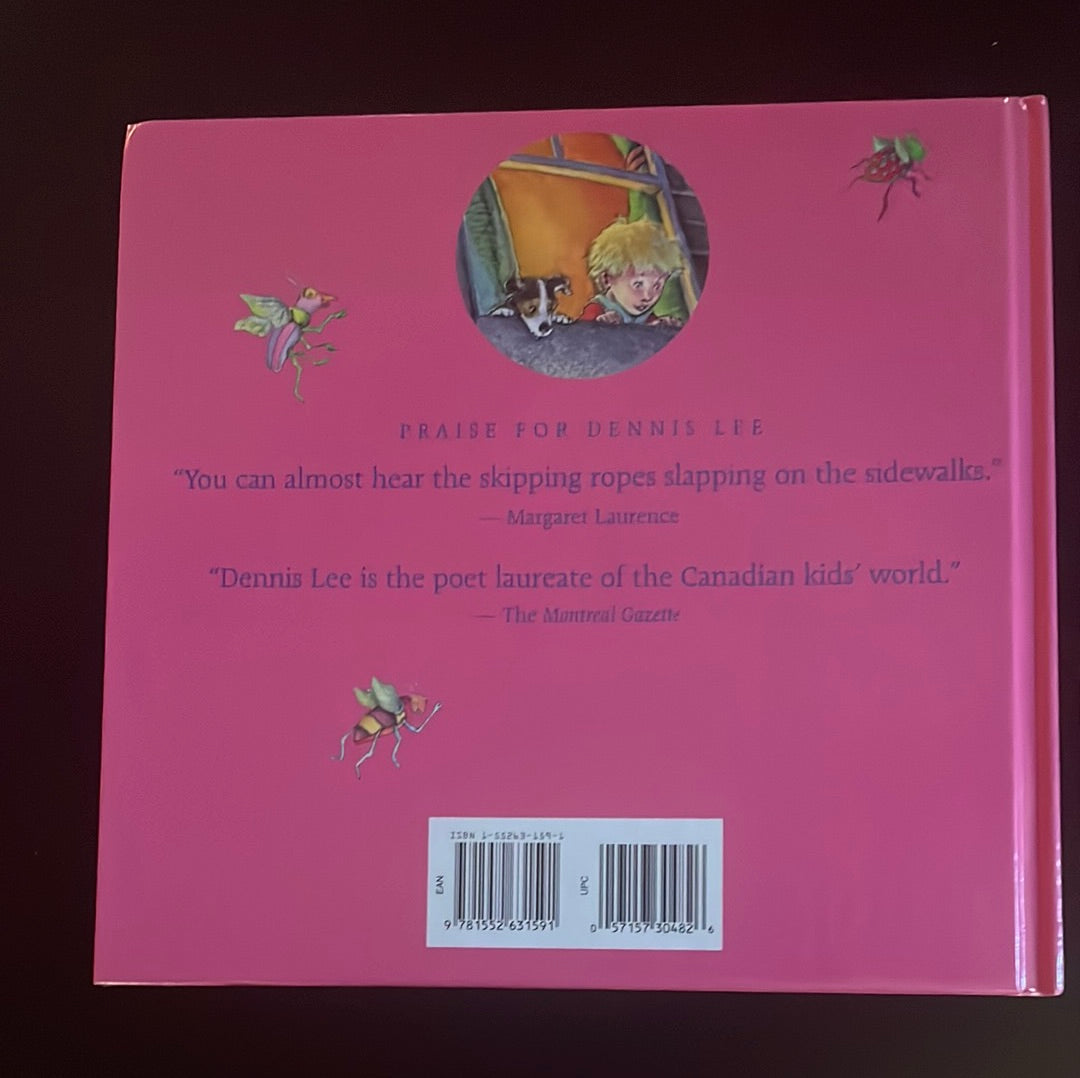 PRAISE FOR DENNIS LEE
“You can almost hear the skipping ropes slapping on the sidewalks.”
— Margaret Laurence
“Dennis Lee is the poet laureate of the Canadian kids’ world.”
— The Montreal Gazette
ISBN 1-55263-159-1
EAN
9 781552 631591
UPC
0 57157 30482 6